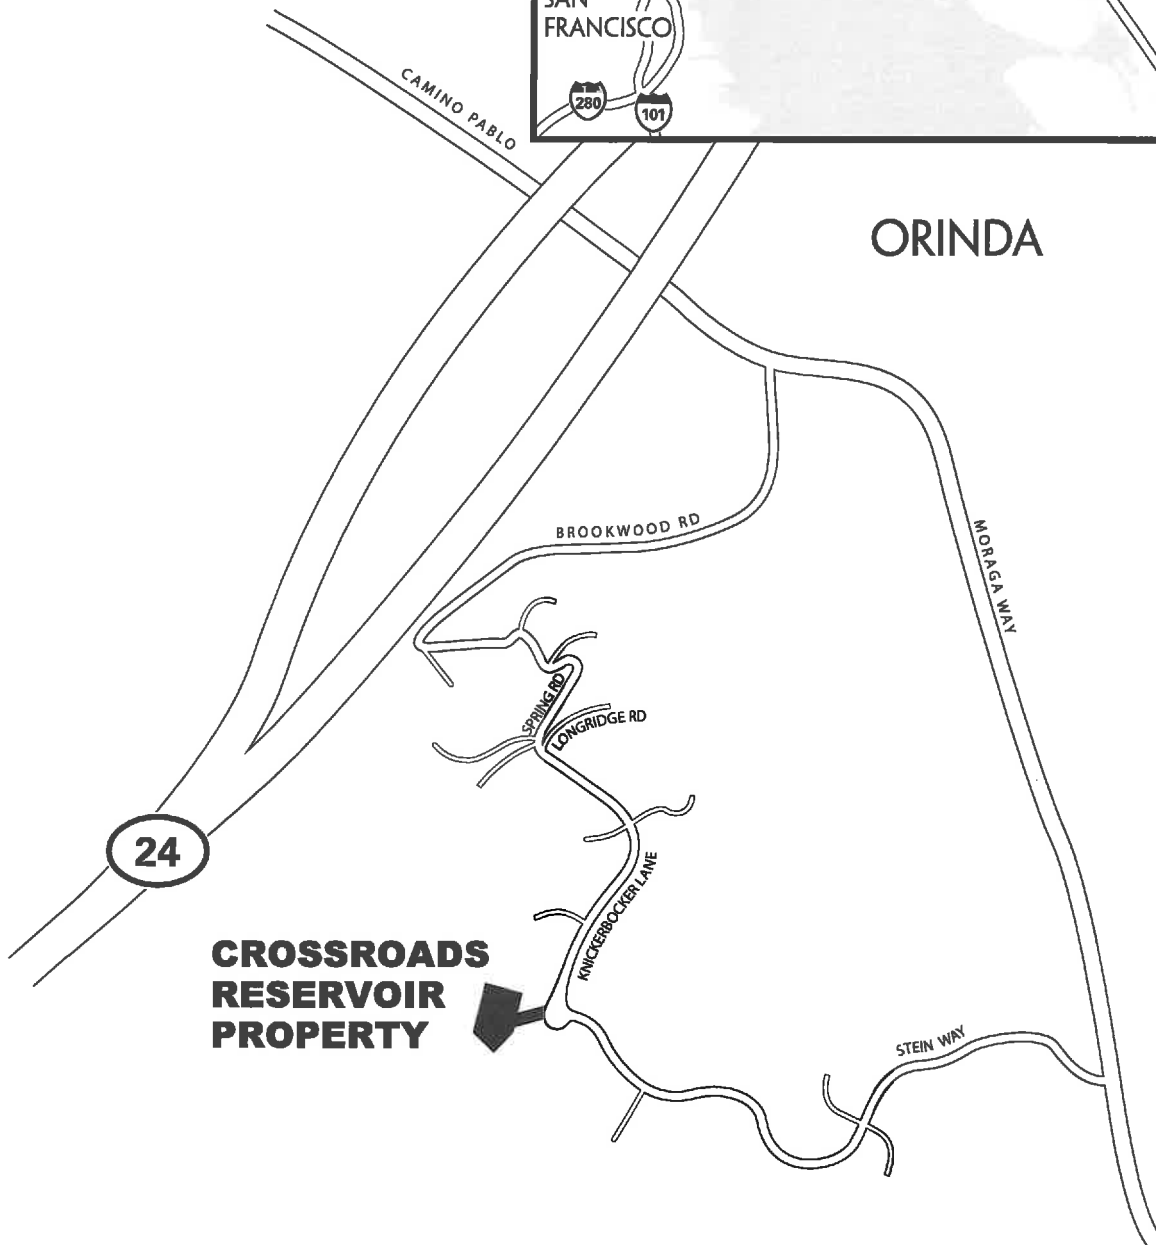 SAN
FRANCISCO
280
101
CAMINO PABLO
ORINDA
BROOKWOOD RD
MORAGA WAY
SPRING RD
LONGRIDGE RD
24
KNICKERBOCKER LANE
CROSSROADS
RESERVOIR
PROPERTY
STEIN WAY